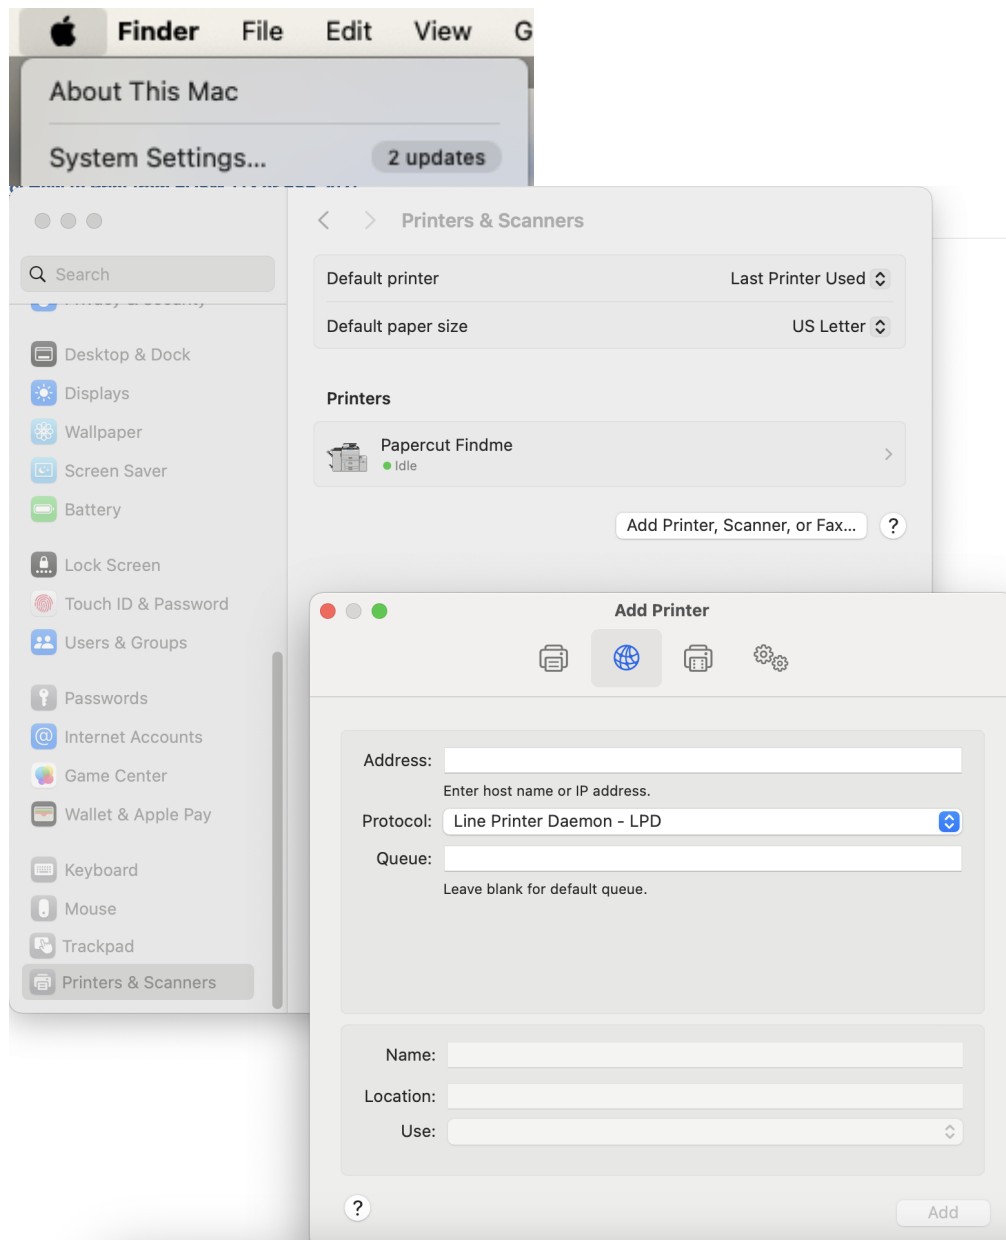 Finder File Edit View G
About This Mac
System Settings... 2 updates
Printers & Scanners
Search
Default printer Last Printer Used
Default paper size US Letter
Privacy & Security
Desktop & Dock
Displays
Wallpaper
Screen Saver
Battery
Lock Screen
Touch ID & Password
Users & Groups
Passwords
Internet Accounts
Game Center
Wallet & Apple Pay
Keyboard
Mouse
Trackpad
Printers & Scanners
Printers
Papercut Findme
Idle
Add Printer, Scanner, or Fax... ?
Add Printer
Address:
Enter host name or IP address.
Protocol: Line Printer Daemon - LPD
Queue:
Leave blank for default queue.
Name:
Location:
Use:
? Add